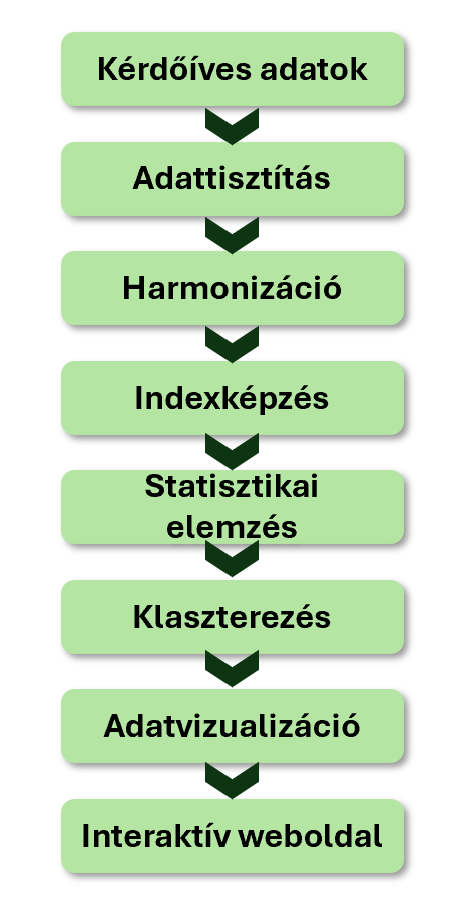 Kérdőíves adatok
Adattisztítás
Harmonizáció
Indexképzés
Statisztikai
elemzés
Klaszterezés
Adatvizualizáció
Interaktív weboldal